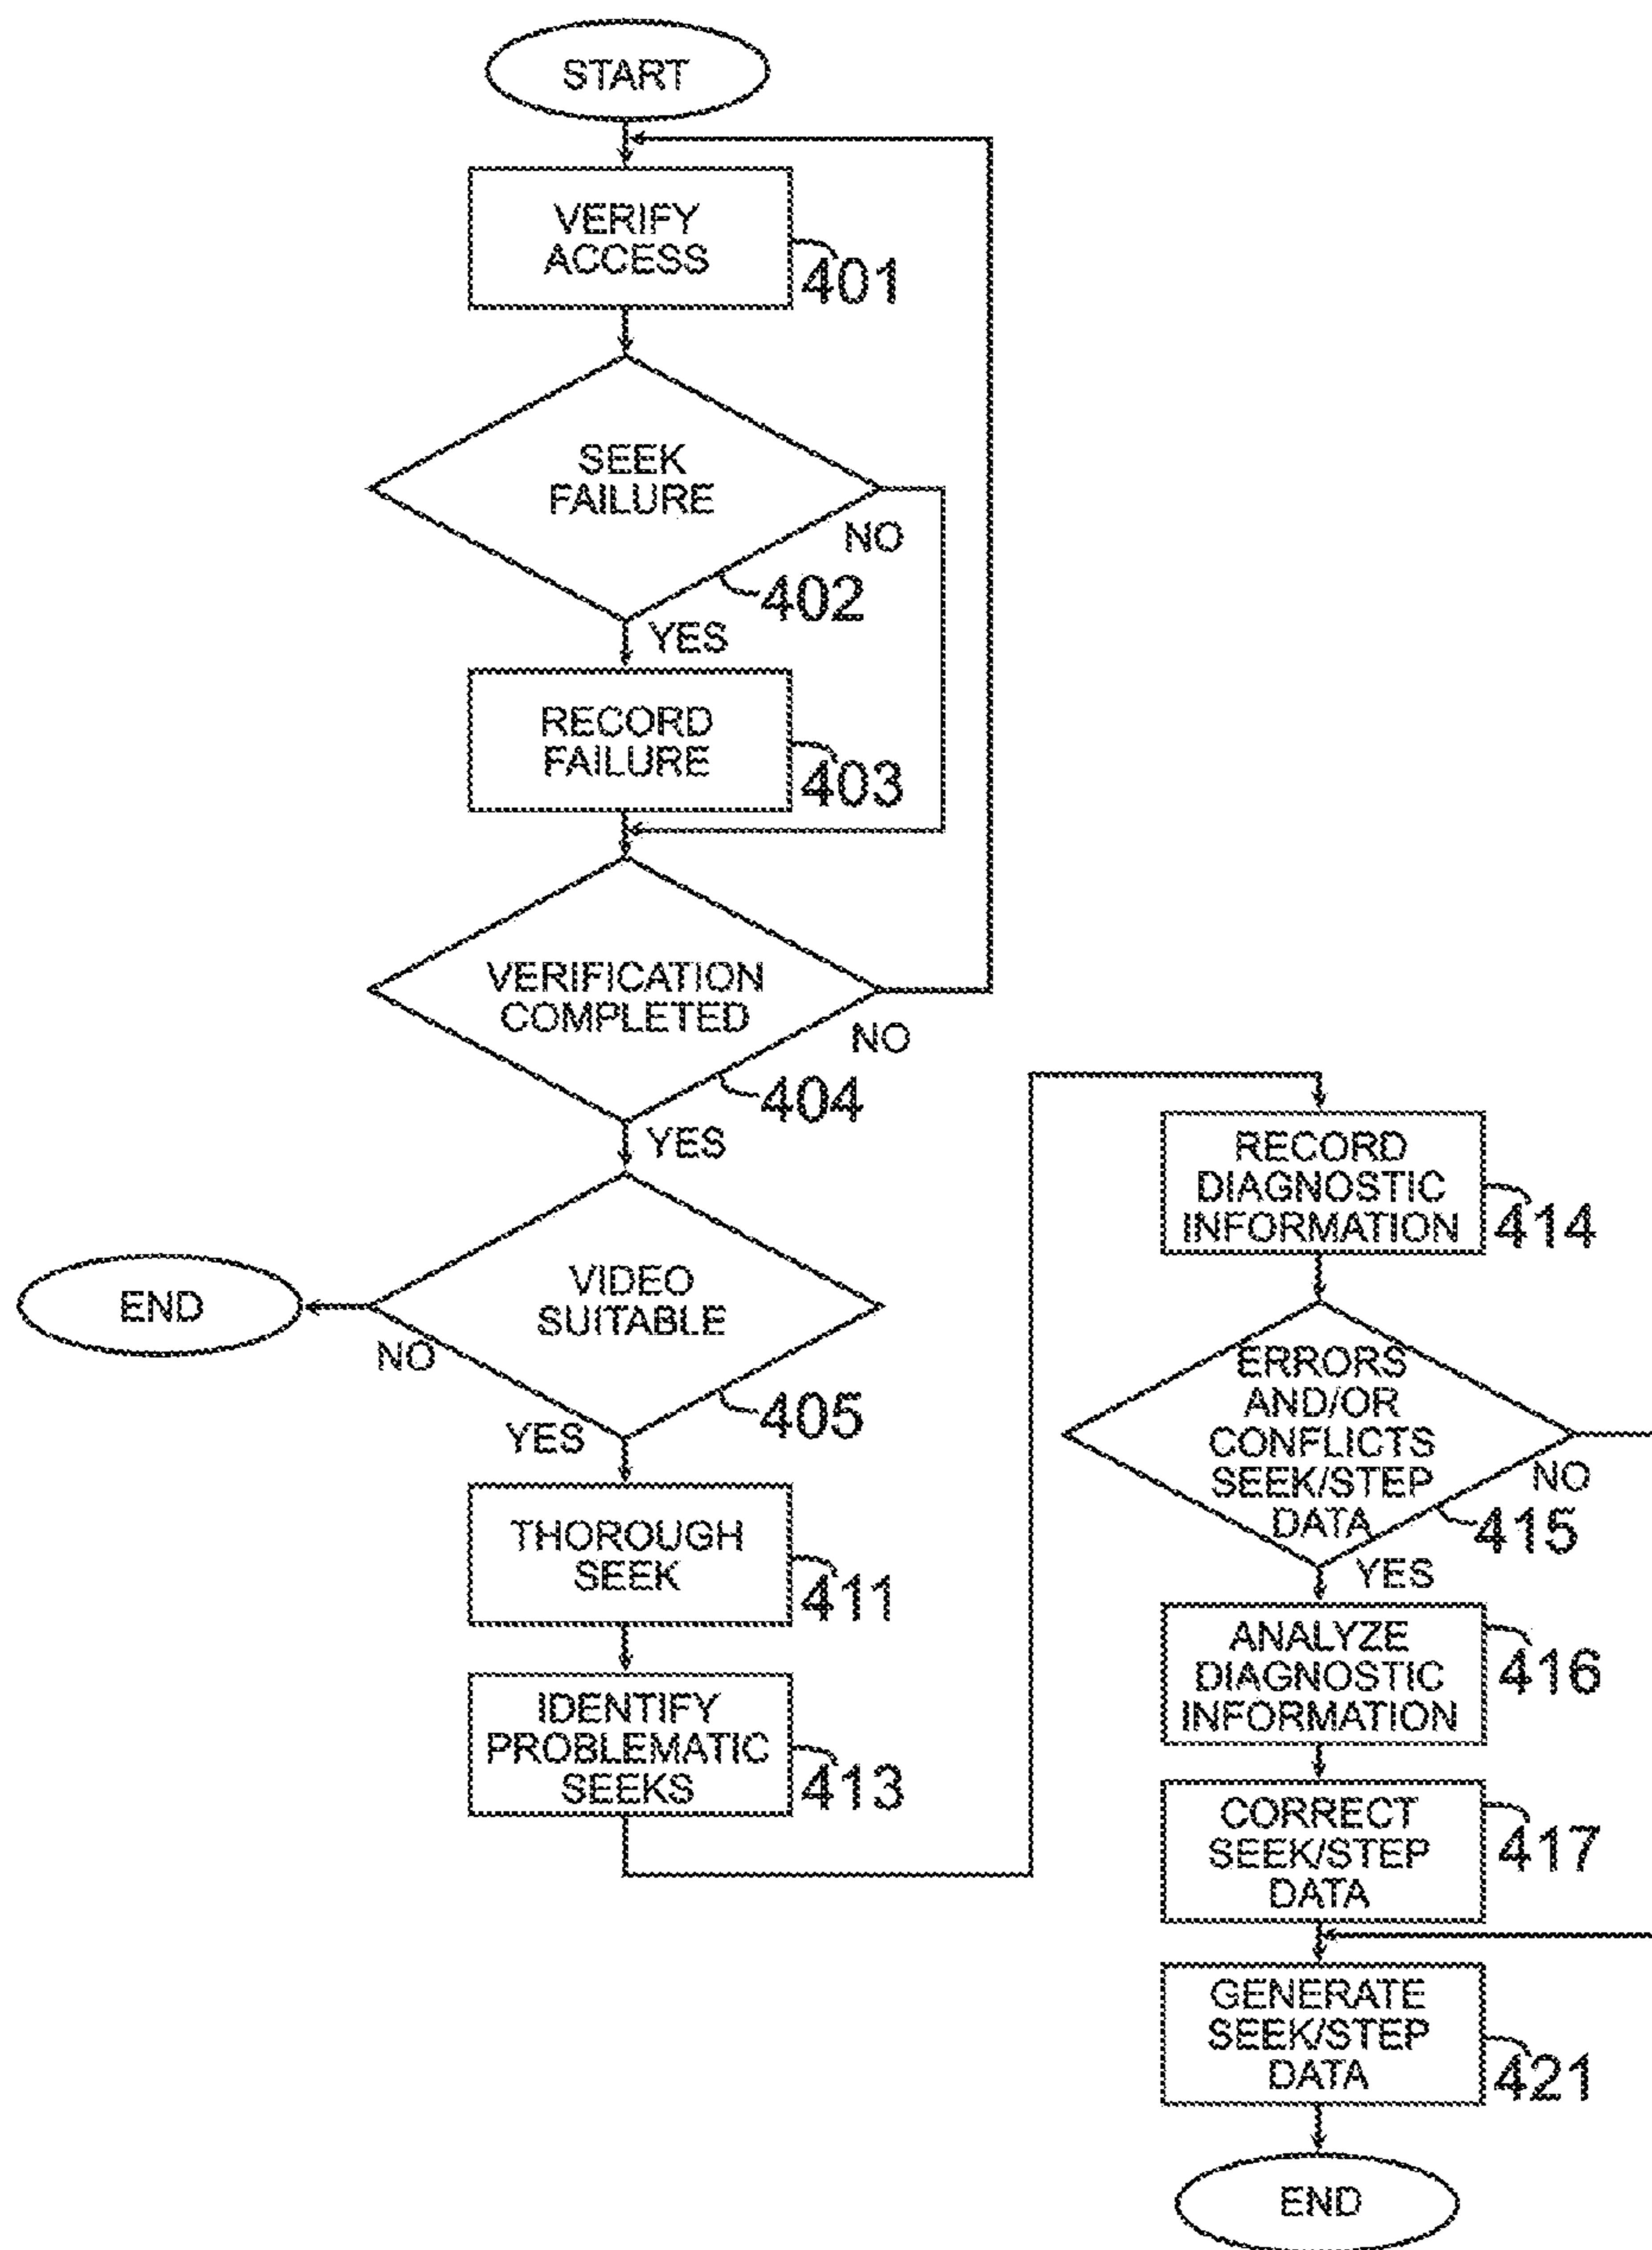 START
VERIFY
ACCESS
401
SEEK
FAILURE
NO
402
YES
RECORD
FAILURE
403
VERIFICATION
COMPLETED
NO
404
YES
VIDEO
SUITABLE
END
NO
405
YES
THOROUGH
SEEK
411
IDENTIFY
PROBLEMATIC
SEEKS
413
RECORD
DIAGNOSTIC
INFORMATION
414
ERRORS
AND/OR
CONFLICTS
SEEK/STEP
DATA
NO
415
YES
ANALYZE
DIAGNOSTIC
INFORMATION
416
CORRECT
SEEK/STEP
DATA
417
GENERATE
SEEK/STEP
DATA
421
END